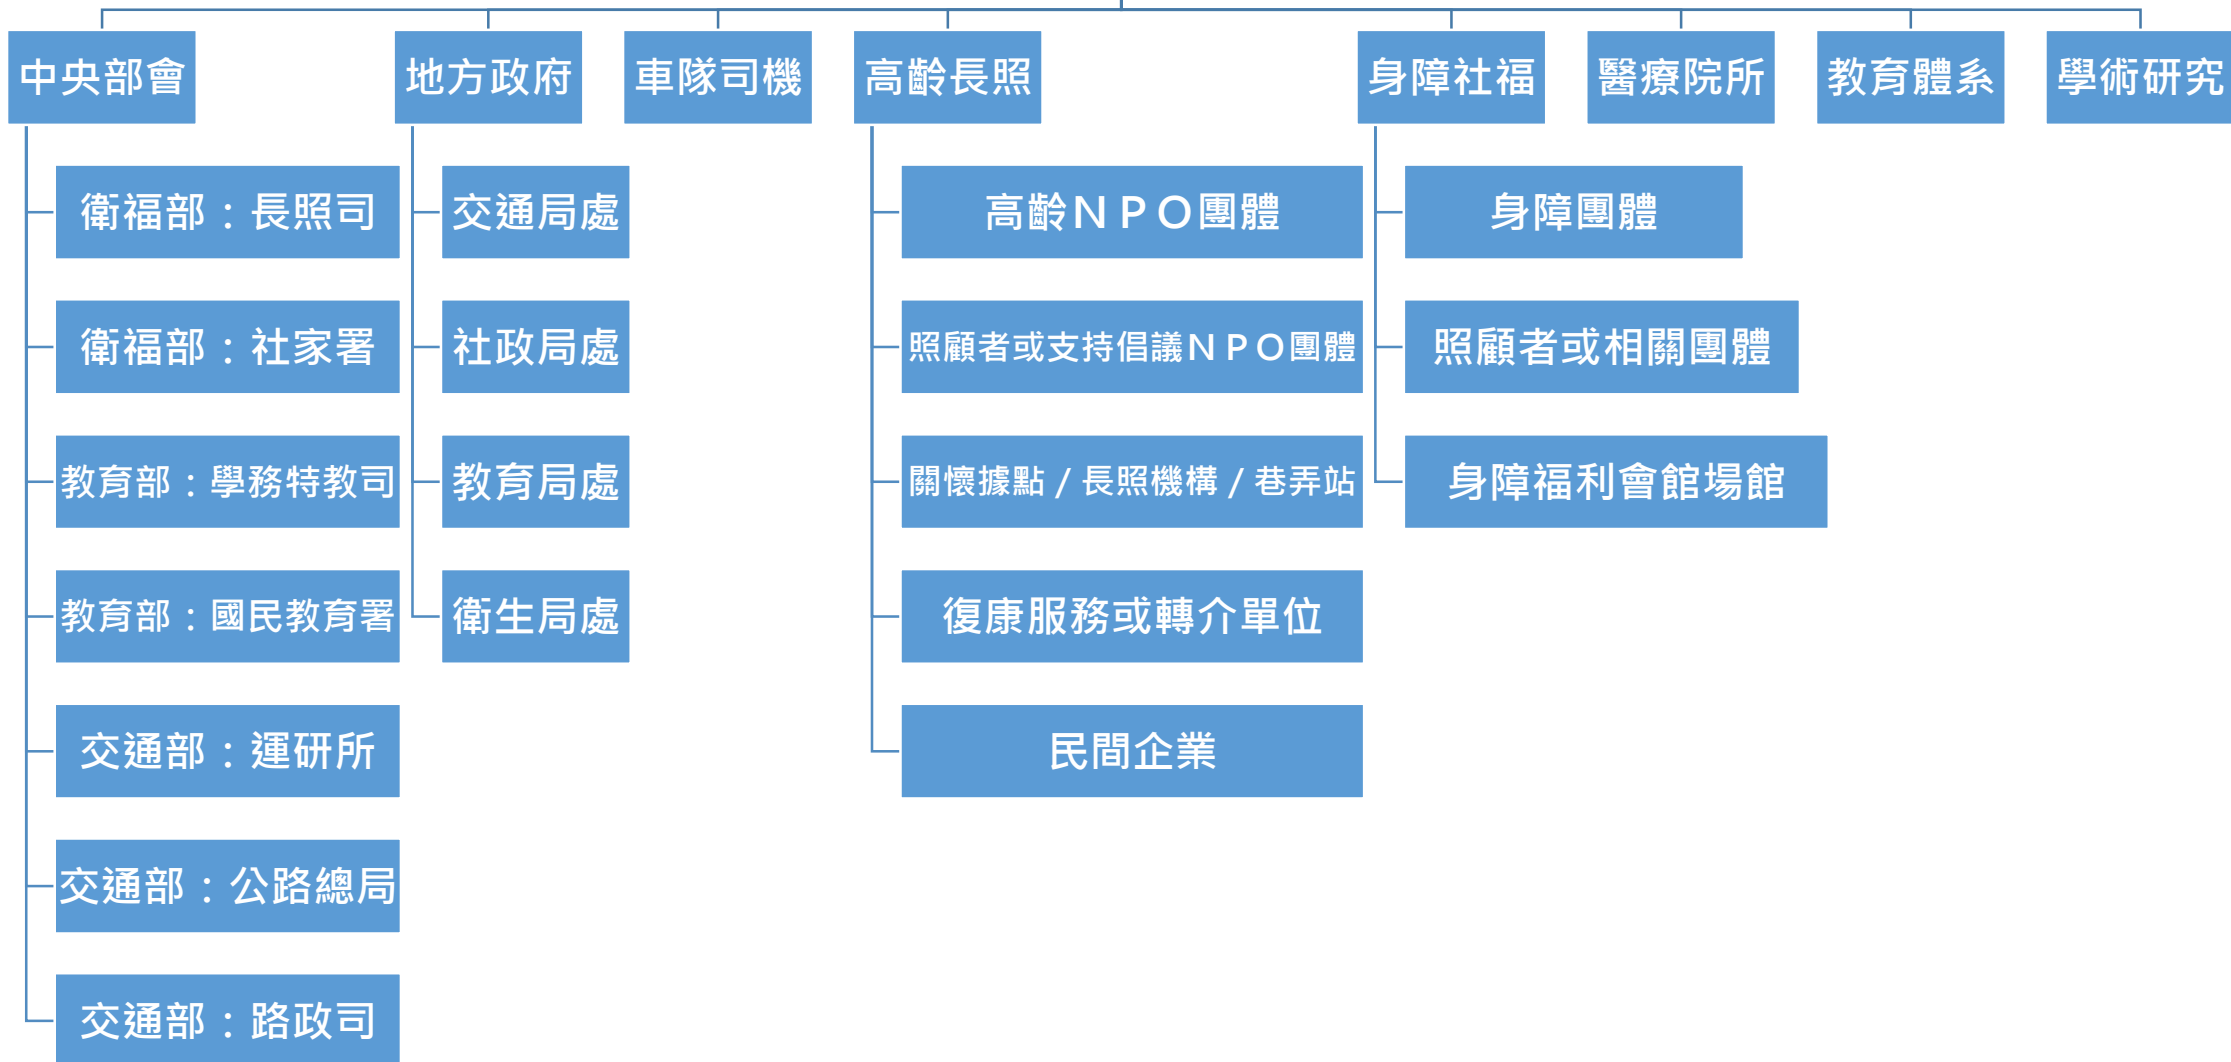 中央部會
地方政府
車隊司機
高齡長照
身障社福
醫療院所
教育體系
學術研究
衛福部：長照司
衛福部：社家署
教育部：學務特教司
教育部：國民教育署
交通部：運研所
交通部：公路總局
交通部：路政司
交通局處
社政局處
教育局處
衛生局處
高齡ＮＰＯ團體
照顧者或支持倡議ＮＰＯ團體
關懷據點／長照機構／巷弄站
復康服務或轉介單位
民間企業
身障團體
照顧者或相關團體
身障福利會館場館